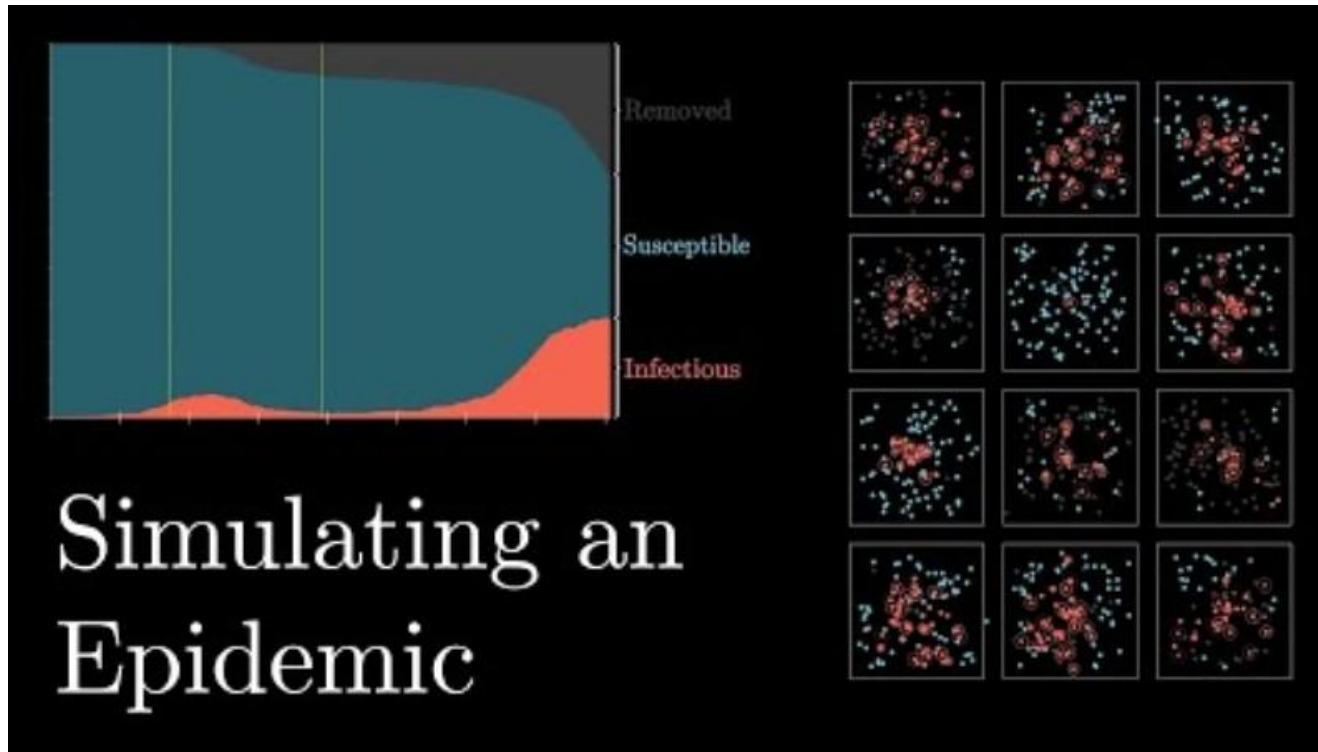 Removed
Susceptible
Infectious
Simulating an
Epidemic